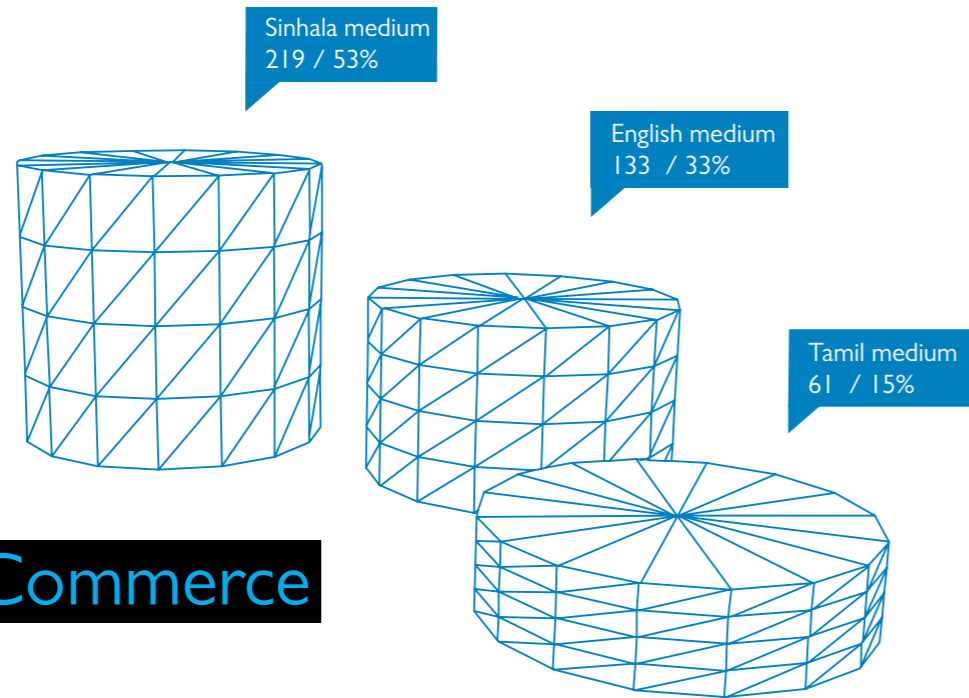 Sinhala medium
219 / 53%
English medium
133 / 33%
Tamil medium
61 / 15%
Commerce